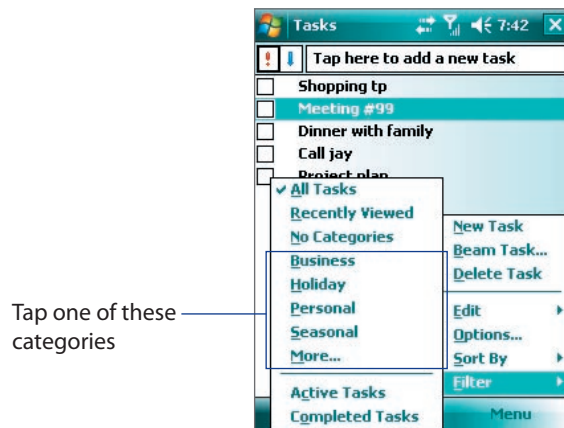 Tasks 7:42
! Tap here to add a new task
Shopping tp
Meeting #99
Dinner with family
Call jay
Project plan
All Tasks
Recently Viewed
No Categories
Business
Holiday
Personal
Seasonal
More...
Active Tasks
Completed Tasks
New Task
Beam Task...
Delete Task
Edit
Options...
Sort By
Filter
Menu
Tap one of these
categories